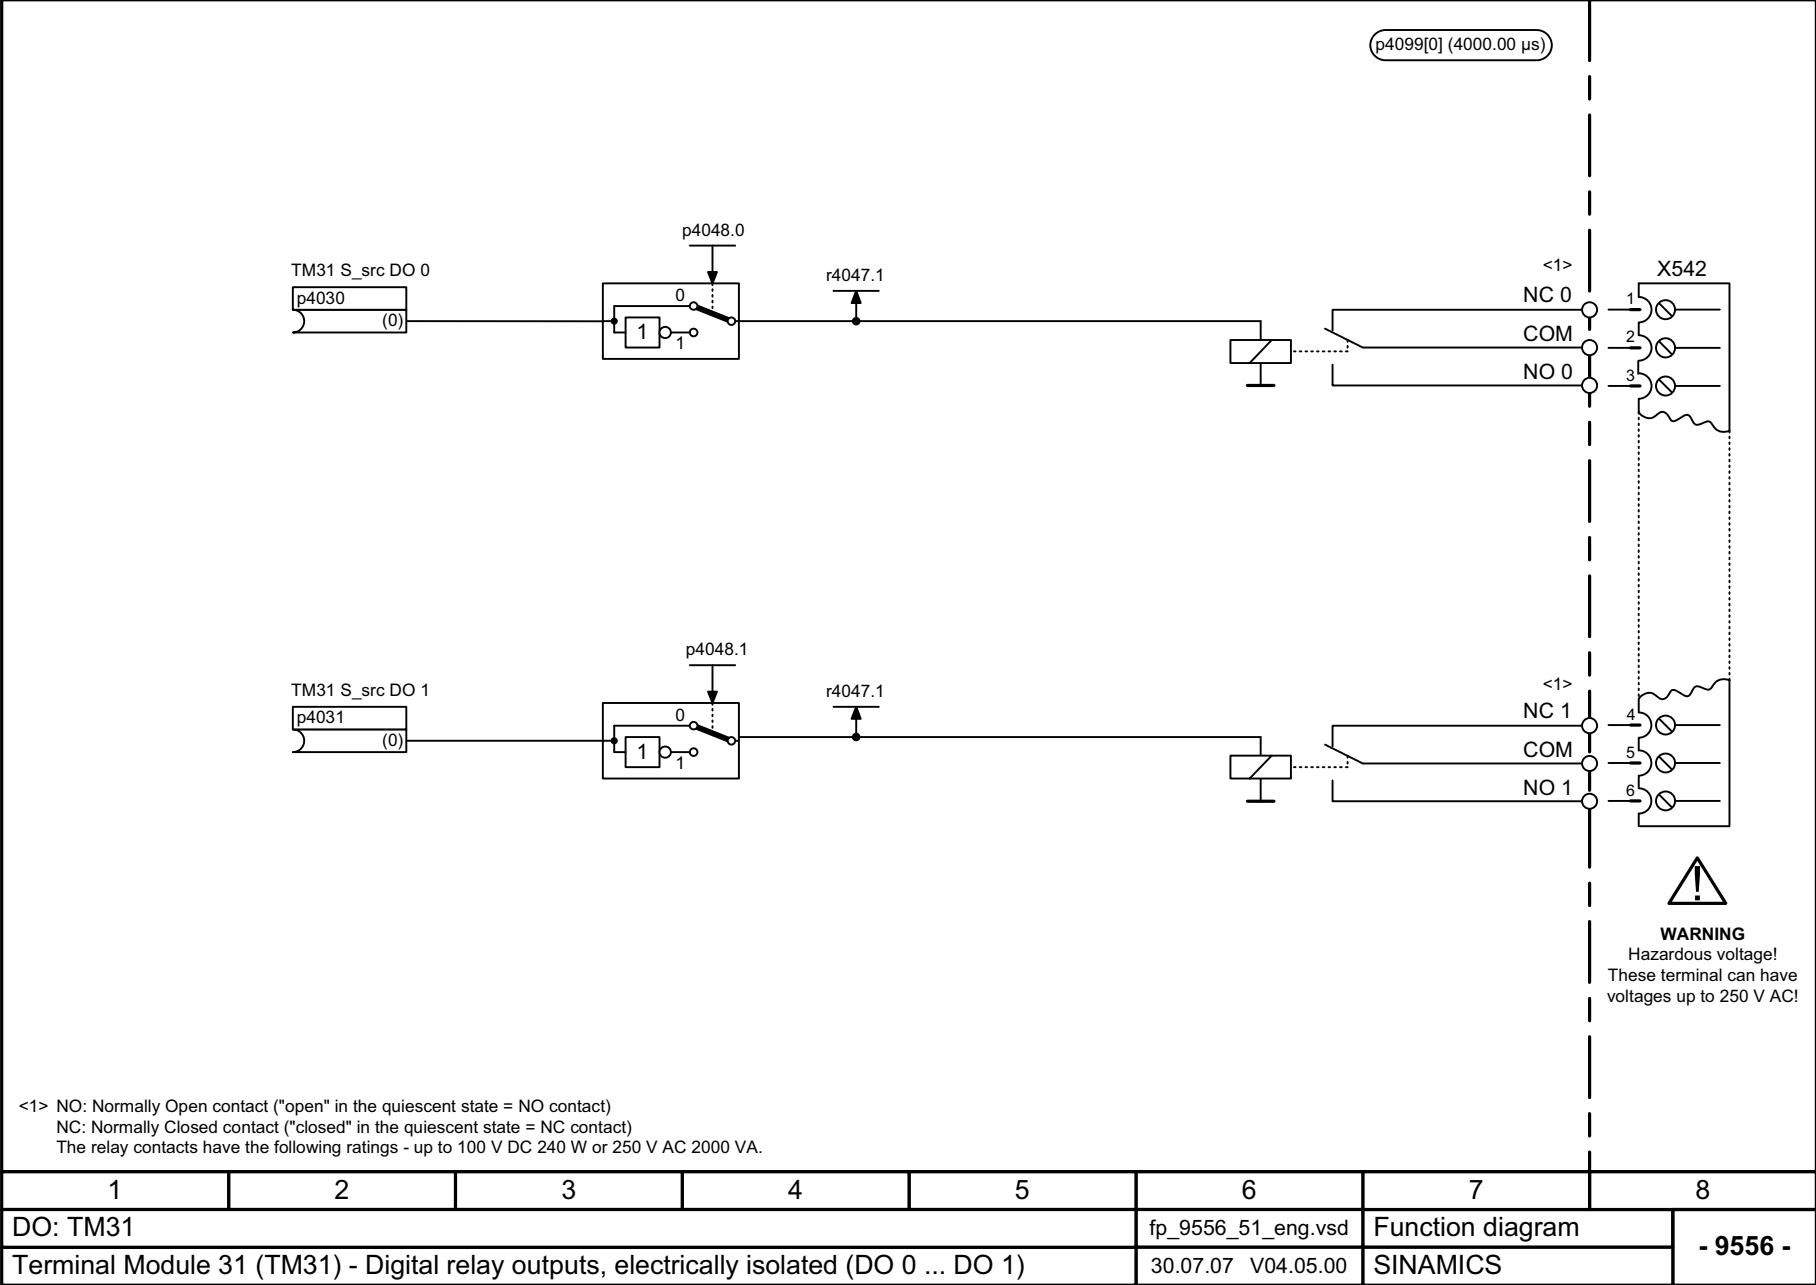 p4099[0] (4000.00 µs)
p4048.0
TM31 S_src DO 0
p4030
(0)
0
1
1
r4047.1
<1>
NC 0
COM
NO 0
X542
1
2
3
p4048.1
TM31 S_src DO 1
p4031
(0)
0
1
1
r4047.1
<1>
NC 1
COM
NO 1
4
5
6
WARNING
Hazardous voltage!
These terminal can have
voltages up to 250 V AC!
<1> NO: Normally Open contact ("open" in the quiescent state = NO contact)
NC: Normally Closed contact ("closed" in the quiescent state = NC contact)
The relay contacts have the following ratings - up to 100 V DC 240 W or 250 V AC 2000 VA.
1 2 3 4 5 6 7 8
DO: TM31 fp_9556_51_eng.vsd Function diagram
- 9556 -
Terminal Module 31 (TM31) - Digital relay outputs, electrically isolated (DO 0 ... DO 1) 30.07.07 V04.05.00 SINAMICS